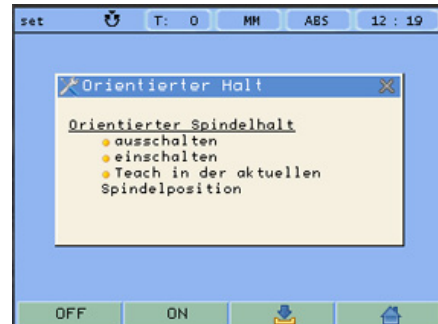 set T: 0 MM ABS 12 : 19
Orientierter Halt
Orientierter Spindelhalt
ausschalten
einschalten
Teach in der aktuellen
Spindelposition
OFF ON